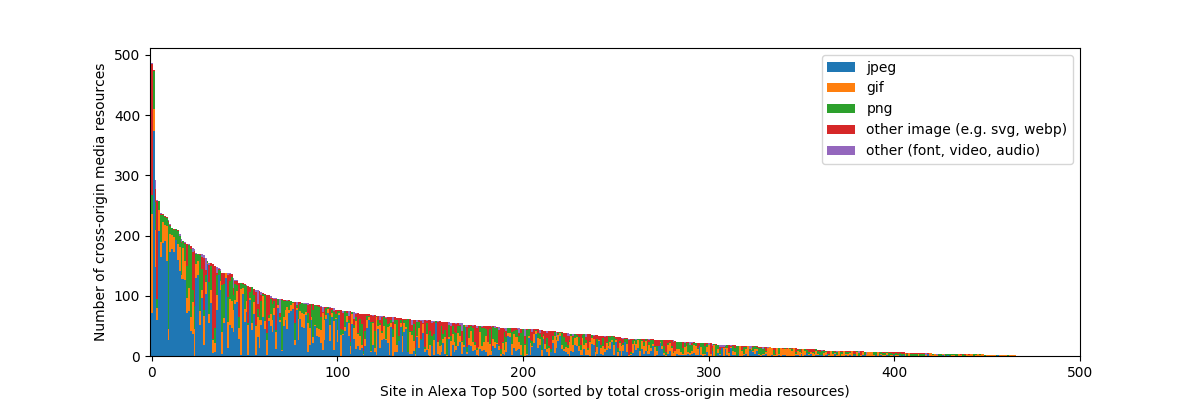 Number of cross-origin media resources
500
400
300
200
100
0
jpeg
gif
png
other image (e.g. svg, webp)
other (font, video, audio)
0 100 200 300 400 500
Site in Alexa Top 500 (sorted by total cross-origin media resources)